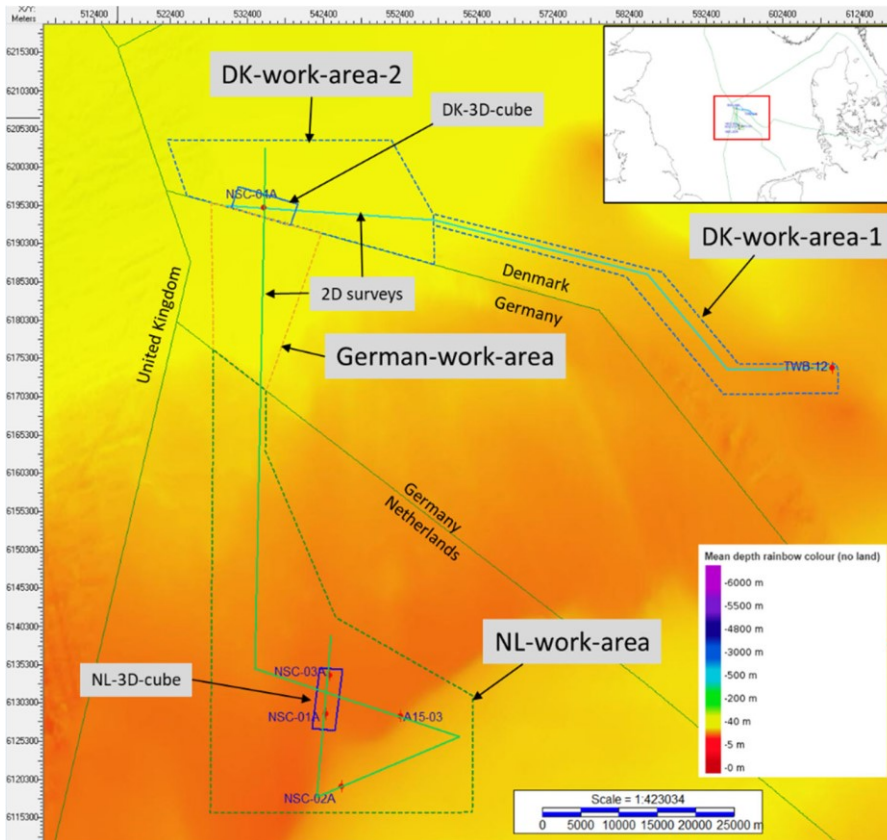 X/Y:
Meters
512400
522400
532400
542400
552400
562400
572400
582400
592400
602400
612400
6215300
6210300
6205300
6200300
6195300
6190300
6185300
6180300
6175300
6170300
6165300
6160300
6155300
6150300
6145300
6140300
6135300
6130300
6125300
6120300
6115300
DK-work-area-2
DK-3D-cube
NSC-04A
DK-work-area-1
Denmark
Germany
2D surveys
United Kingdom
German-work-area
TWB-12
Germany
Netherlands
NL-work-area
NSC-03A
NL-3D-cube
NSC-01A
A15-03
NSC-02A
Mean depth rainbow colour (no land)
-6000 m
-5500 m
-4800 m
-3000 m
-500 m
-200 m
-40 m
-5 m
-0 m
Scale = 1:423034
0 5000 10000 15000 20000 25000 m